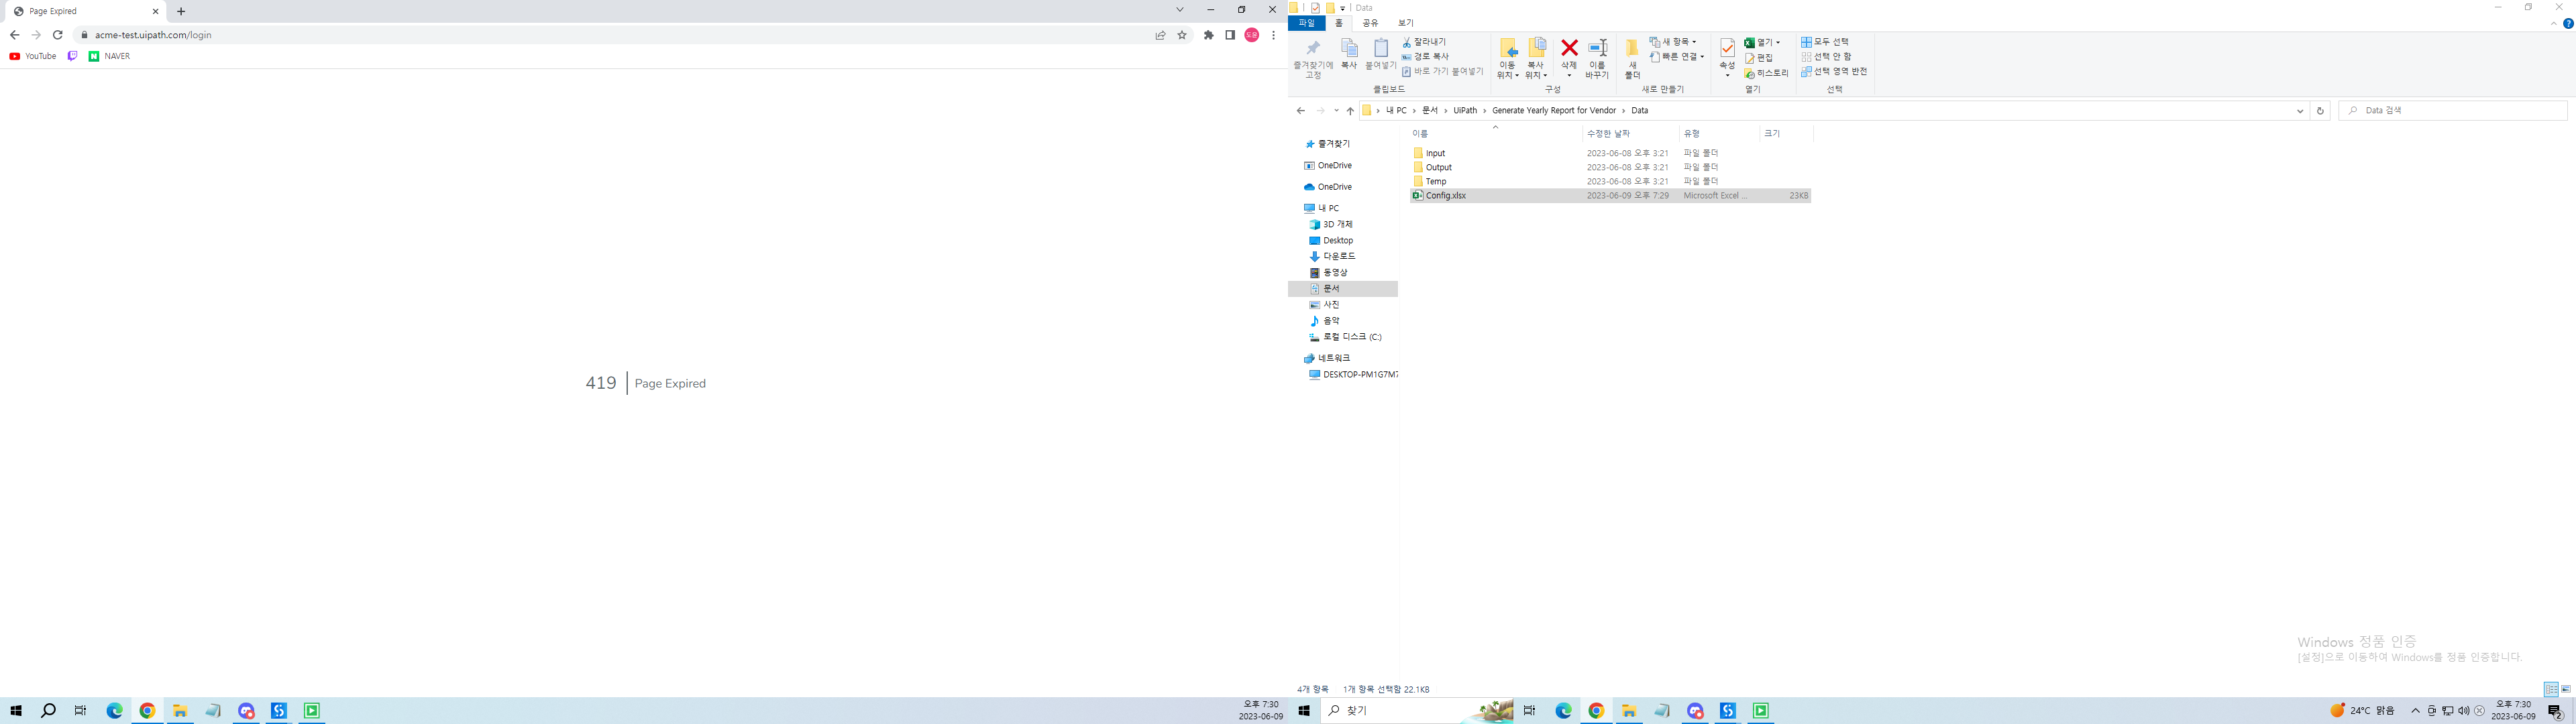 Page Expired
acme-test.uipath.com/login
YouTube
NAVER
419 Page Expired
오후 7:30
2023-06-09
Data
파일 홈 공유 보기
즐겨찾기에 고정
복사
붙여넣기
잘라내기
경로 복사
바로 가기 붙여넣기
클립보드
이동 위치
복사 위치
삭제
이름 바꾸기
구성
새 폴더
새 항목
빠른 연결
새로 만들기
속성
열기
편집
히스토리
열기
모두 선택
선택 안 함
선택 영역 반전
선택
내 PC > 문서 > UiPath > Generate Yearly Report for Vendor > Data
Data 검색
즐겨찾기
OneDrive
OneDrive
내 PC
3D 개체
Desktop
다운로드
동영상
문서
사진
음악
로컬 디스크 (C:)
네트워크
DESKTOP-PM1G7M7
이름 수정한 날짜 유형 크기
Input 2023-06-08 오후 3:21 파일 폴더
Output 2023-06-08 오후 3:21 파일 폴더
Temp 2023-06-08 오후 3:21 파일 폴더
Config.xlsx 2023-06-09 오후 7:29 Microsoft Excel ... 23KB
Windows 정품 인증
[설정]으로 이동하여 Windows를 정품 인증합니다.
4개 항목 1개 항목 선택함 22.1KB
찾기
24°C 맑음
오후 7:30
2023-06-09
2